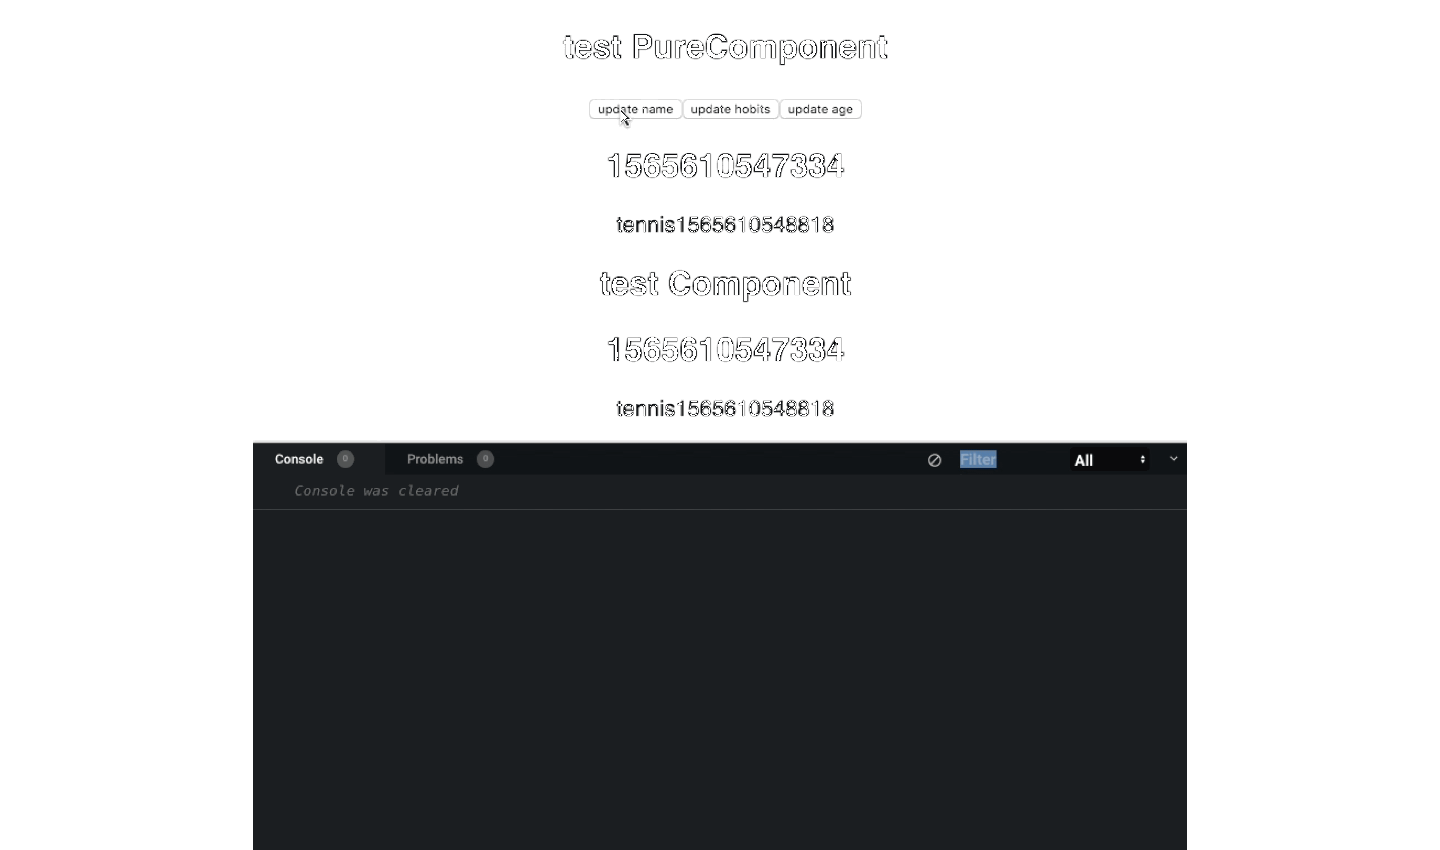 test PureComponent
update name update hobits update age
1565610547334
tennis1565610548818
test Component
1565610547334
tennis1565610548818
Console 0 Problems 0 Filter All
Console was cleared